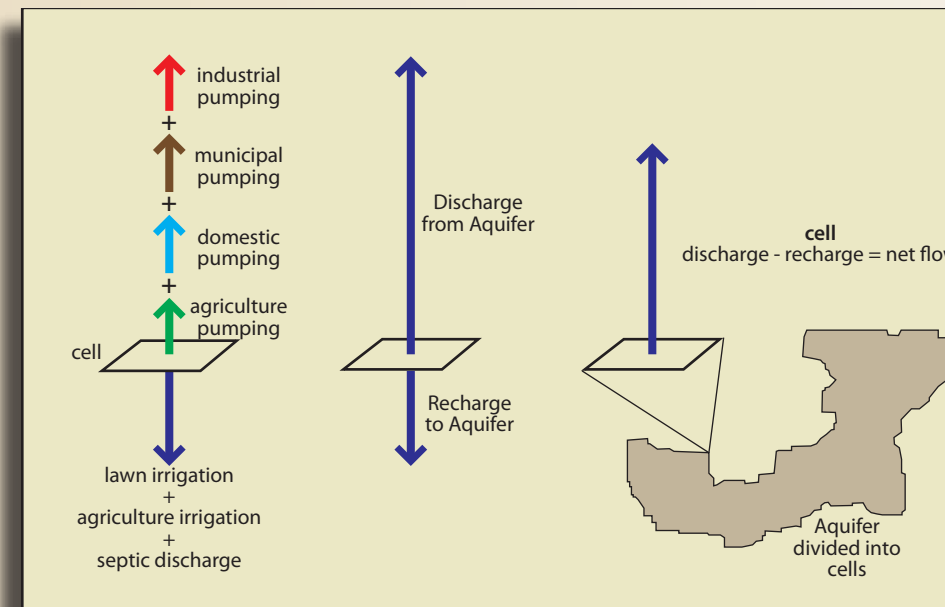 industrial
pumping
+
municipal
pumping
+
domestic
pumping
+
agriculture
pumping
cell
lawn irrigation
+
agriculture irrigation
+
septic discharge
Discharge
from Aquifer
Recharge
to Aquifer
cell
discharge - recharge = net flow
Aquifer
divided into
cells